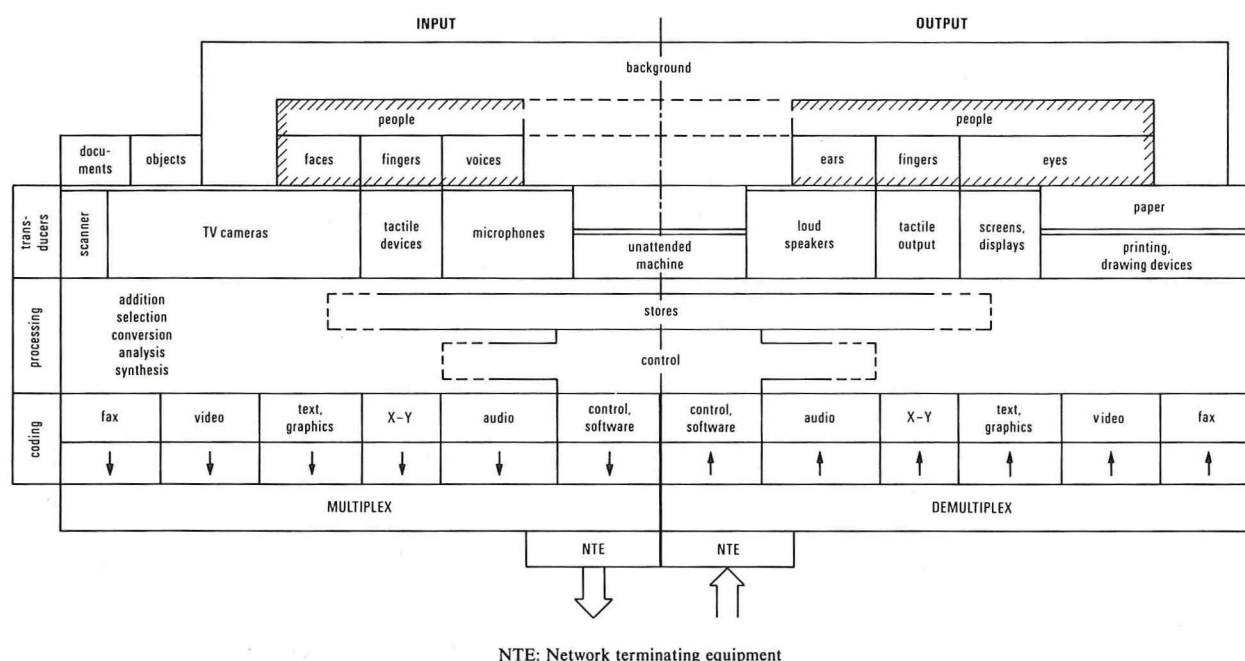 INPUT
OUTPUT
background
people
people
docu-
ments
objects
faces
fingers
voices
ears
fingers
eyes
trans-
ducers
scanner
TV cameras
tactile
devices
microphones
unattended
machine
loud
speakers
tactile
output
screens,
displays
paper
printing,
drawing devices
processing
addition
selection
conversion
analysis
synthesis
stores
control
coding
fax
video
text,
graphics
X-Y
audio
control,
software
control,
software
audio
X-Y
text,
graphics
video
fax
MULTIPLEX
DEMULTIPLEX
NTE
NTE
NTE: Network terminating equipment